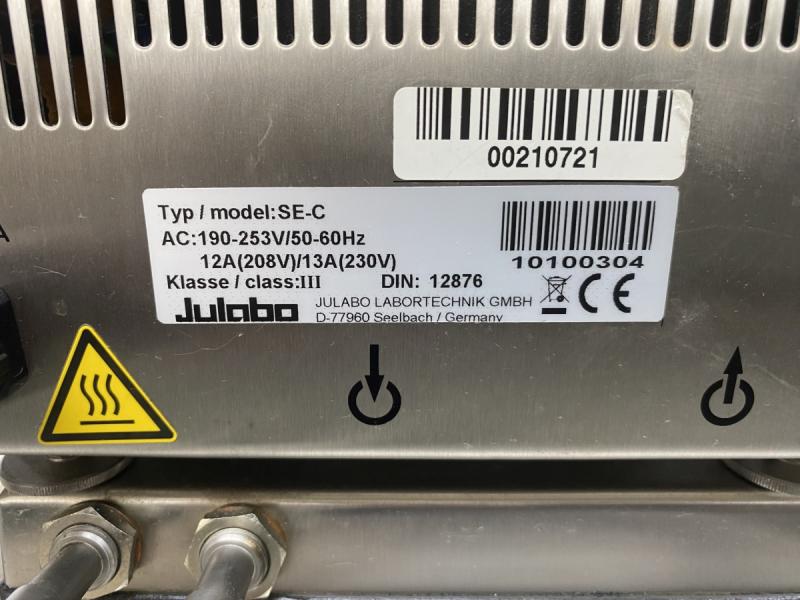 00210721
Typ / model:SE-C
AC:190-253V/50-60Hz
12A(208V)/13A(230V)
10100304
Klasse / class:III
DIN: 12876
Julabo
JULABO LABORTECHNIK GMBH
D-77960 Seelbach / Germany
CE
A